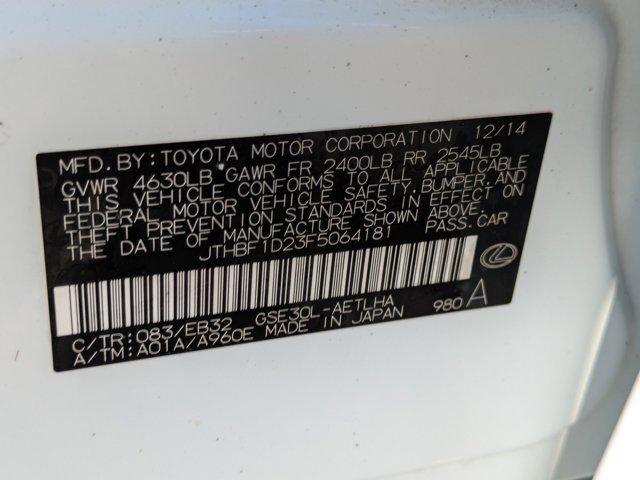 MFD. BY: TOYOTA MOTOR CORPORATION 12/14
GVWR 4630LB GAWR FR 2400LB RR 2545LB
THIS VEHICLE CONFORMS TO ALL APPLICABLE
FEDERAL MOTOR VEHICLE SAFETY, BUMPER, AND
THEFT PREVENTION STANDARDS IN EFFECT ON
THE DATE OF MANUFACTURE SHOWN ABOVE.
JTHBF1D23F5064181 PASS. CAR
C/TR: 083/EB32 GSE30L-AETLHA 980 A
A/TM: A01A/A960E MADE IN JAPAN